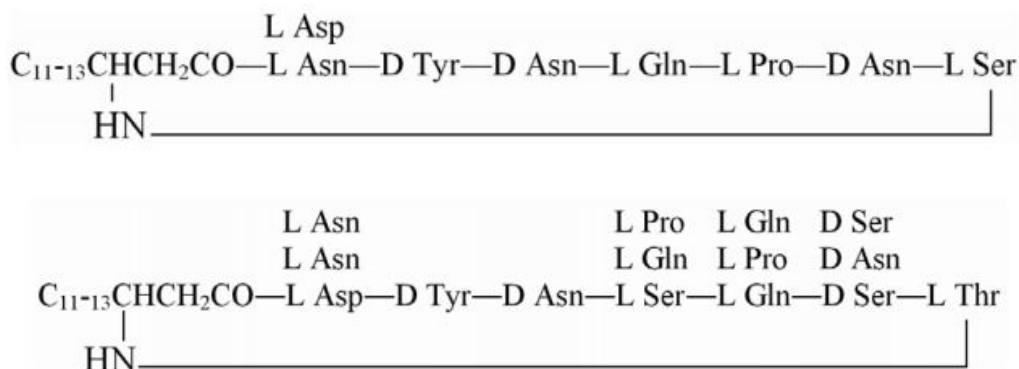 L Asp
C₁₁-₁₃CHCH₂CO—L Asn—D Tyr—D Asn—L Gln—L Pro—D Asn—L Ser
HN
L Asn L Pro L Gln D Ser
L Asn L Gln L Pro D Asn
C₁₁-₁₃CHCH₂CO—L Asp—D Tyr—D Asn—L Ser—L Gln—D Ser—L Thr
HN